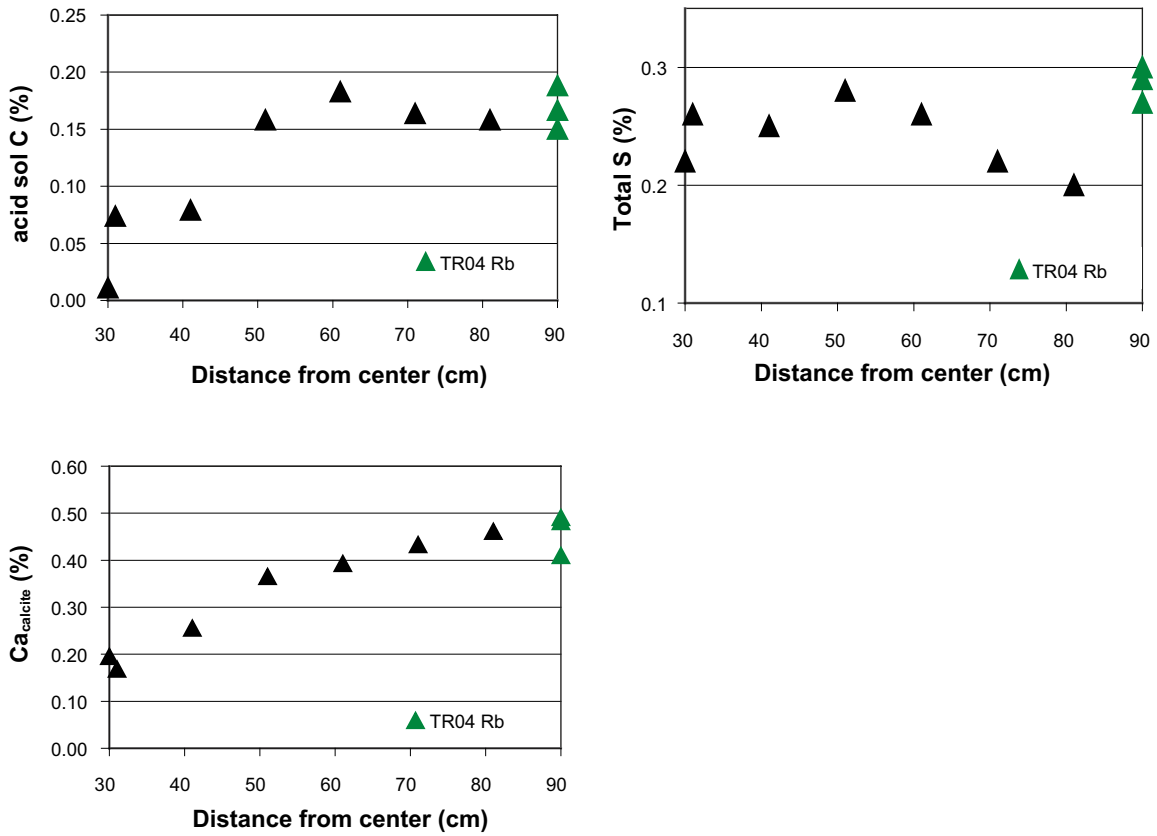 0.25
0.20
0.15
0.10
0.05
0.00
acid sol C (%)
TR04 Rb
30 40 50 60 70 80 90
Distance from center (cm)
0.3
0.2
0.1
Total S (%)
TR04 Rb
30 40 50 60 70 80 90
Distance from center (cm)
0.60
0.50
0.40
0.30
0.20
0.10
0.00
Ca calcite (%)
TR04 Rb
30 40 50 60 70 80 90
Distance from center (cm)